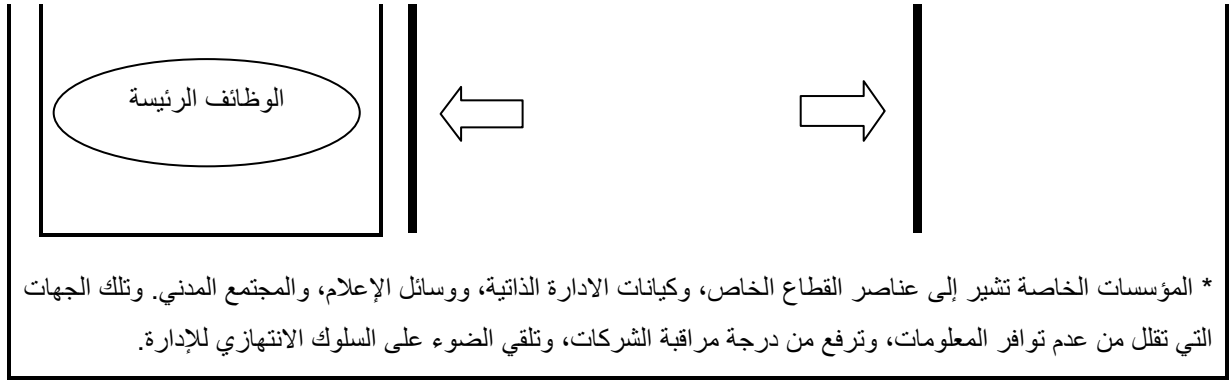 الوظائف الرئيسة
* المؤسسات الخاصة تشير إلى عناصر القطاع الخاص، وكيانات الادارة الذاتية، ووسائل الإعلام، والمجتمع المدني. وتلك الجهات
التي تقلل من عدم توافر المعلومات، وترفع من درجة مراقبة الشركات، وتلقي الضوء على السلوك الانتهازي للإدارة.